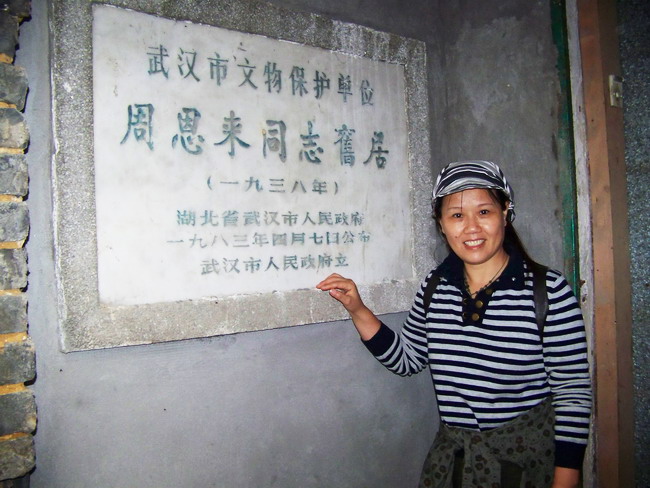 武汉市文物保护单位
周恩来同志舊居
（一九三八年）
湖北省武汉市人民政府
一九八三年四月七日公布
武汉市人民政府立